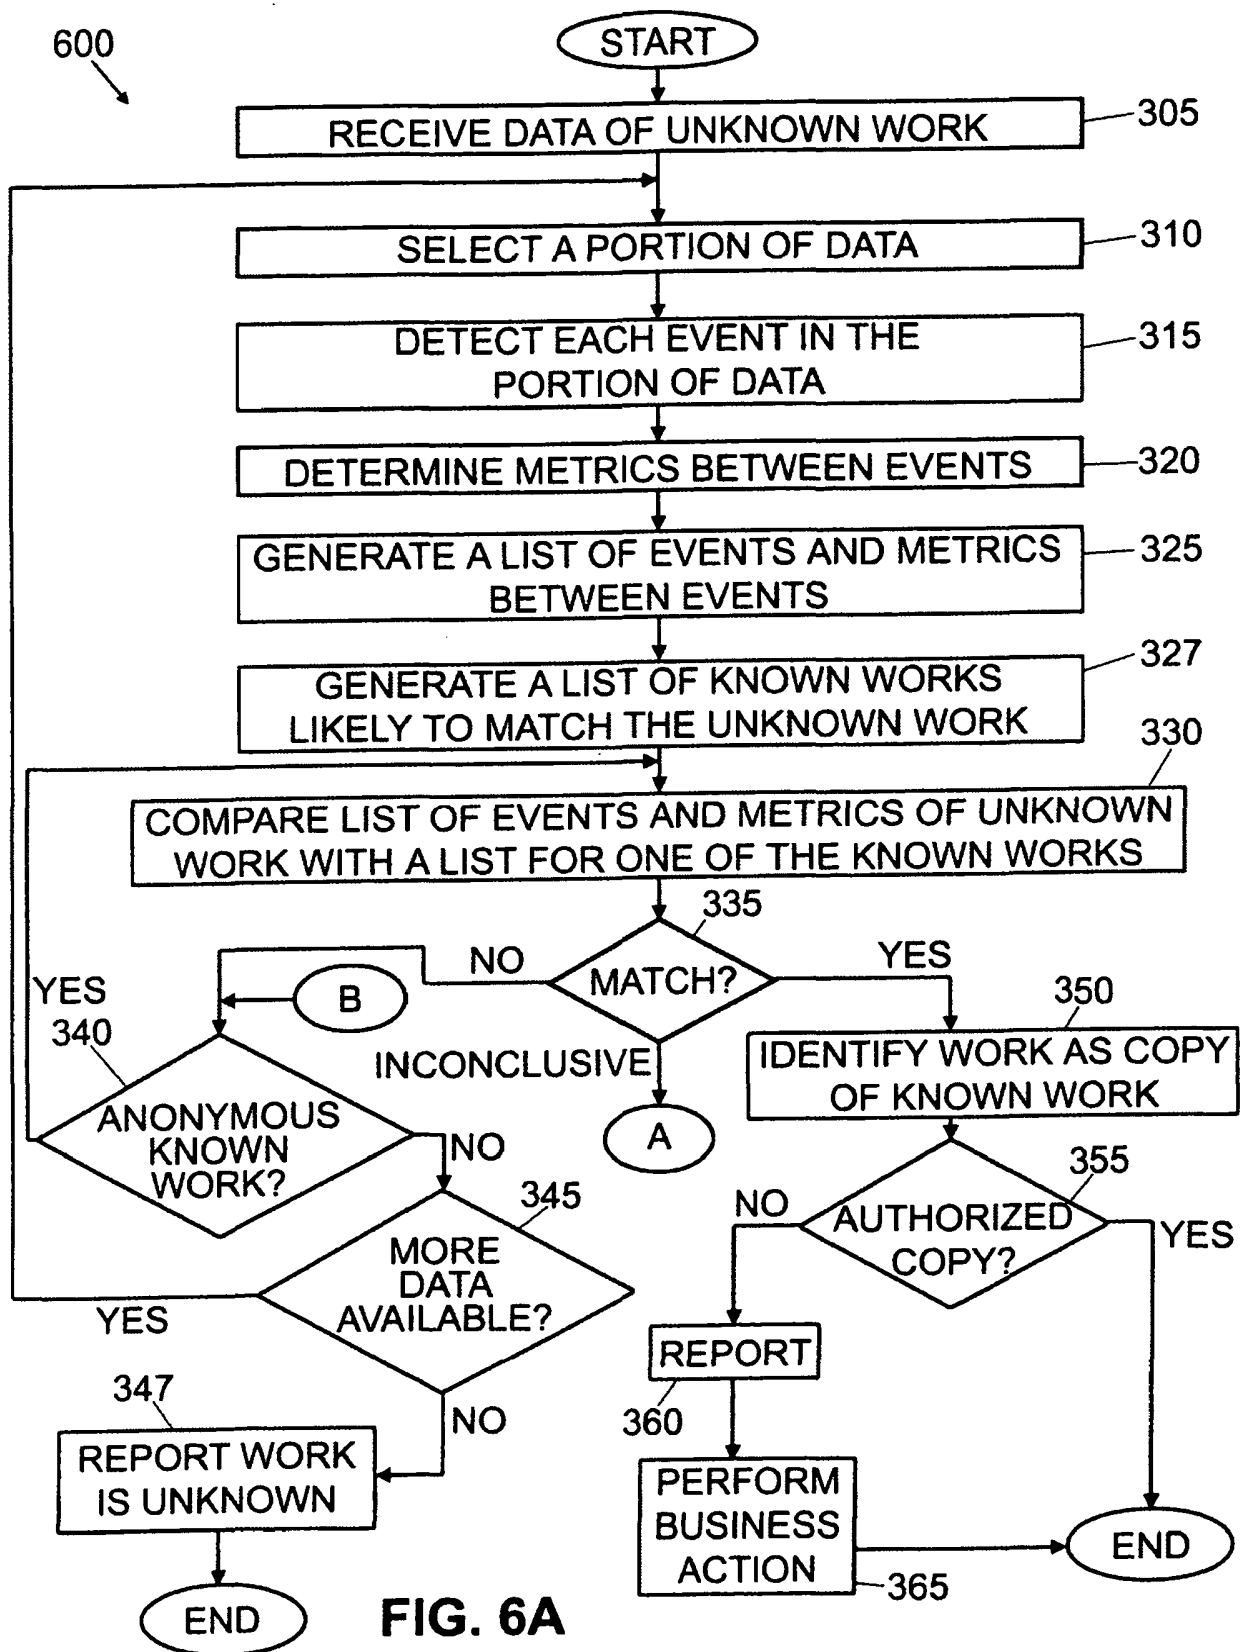 600
START
RECEIVE DATA OF UNKNOWN WORK
305
SELECT A PORTION OF DATA
310
DETECT EACH EVENT IN THE
PORTION OF DATA
315
DETERMINE METRICS BETWEEN EVENTS
320
GENERATE A LIST OF EVENTS AND METRICS
BETWEEN EVENTS
325
GENERATE A LIST OF KNOWN WORKS
LIKELY TO MATCH THE UNKNOWN WORK
327
330
COMPARE LIST OF EVENTS AND METRICS OF UNKNOWN
WORK WITH A LIST FOR ONE OF THE KNOWN WORKS
335
MATCH?
NO
YES
INCONCLUSIVE
A
B
YES
340
ANONYMOUS
KNOWN
WORK?
NO
345
MORE
DATA
AVAILABLE?
YES
NO
347
REPORT WORK
IS UNKNOWN
END
350
IDENTIFY WORK AS COPY
OF KNOWN WORK
355
AUTHORIZED
COPY?
NO
YES
REPORT
360
PERFORM
BUSINESS
ACTION
365
END
FIG. 6A